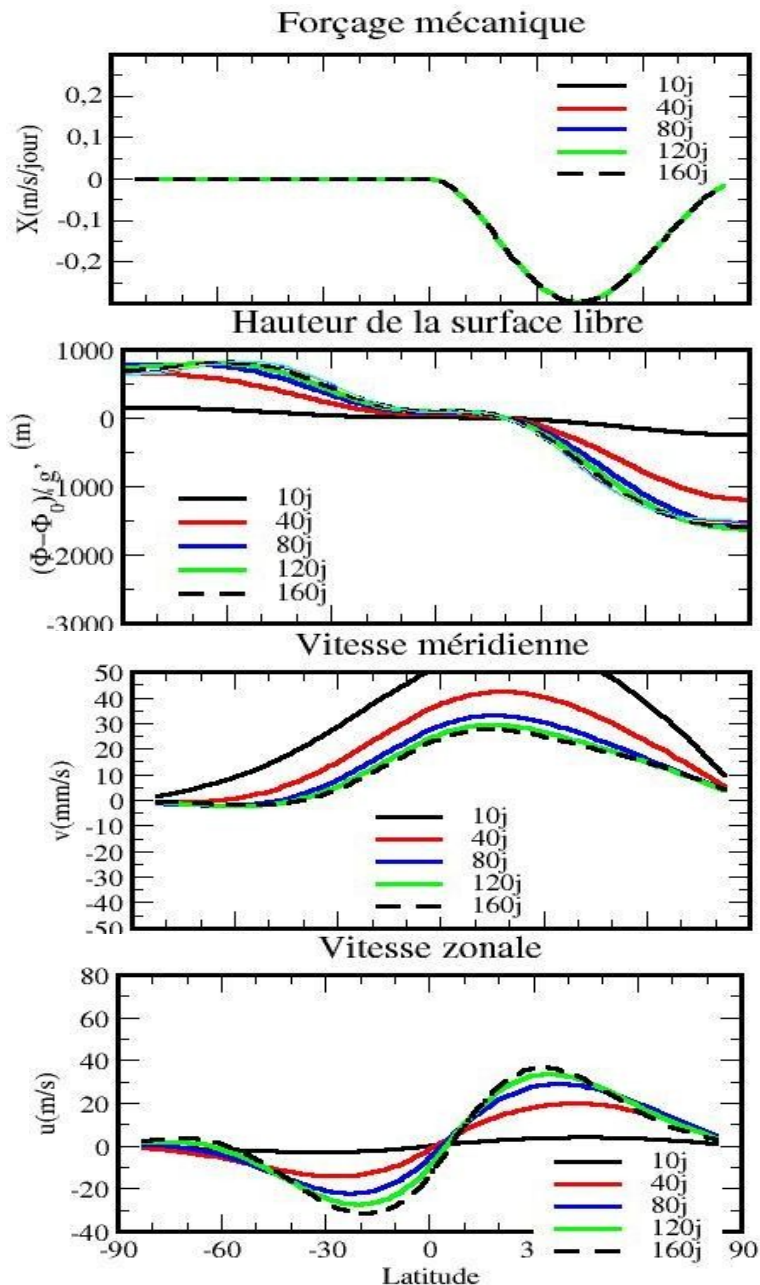 Forçage mécanique
X(m/s/jour)
0,2
0,1
0
-0,1
-0,2
10j
40j
80j
120j
160j
Hauteur de la surface libre
(Φ-Φ0)/g, (m)
1000
0
1000
-2000
-3000
10j
40j
80j
120j
160j
Vitesse méridienne
v(mm/s)
50
40
30
20
10
0
-10
-20
-30
-40
-50
10j
40j
80j
120j
160j
Vitesse zonale
u(m/s)
80
60
40
20
0
-20
-40
10j
40j
80j
120j
160j
-90 -60 -30 0 3 90
Latitude